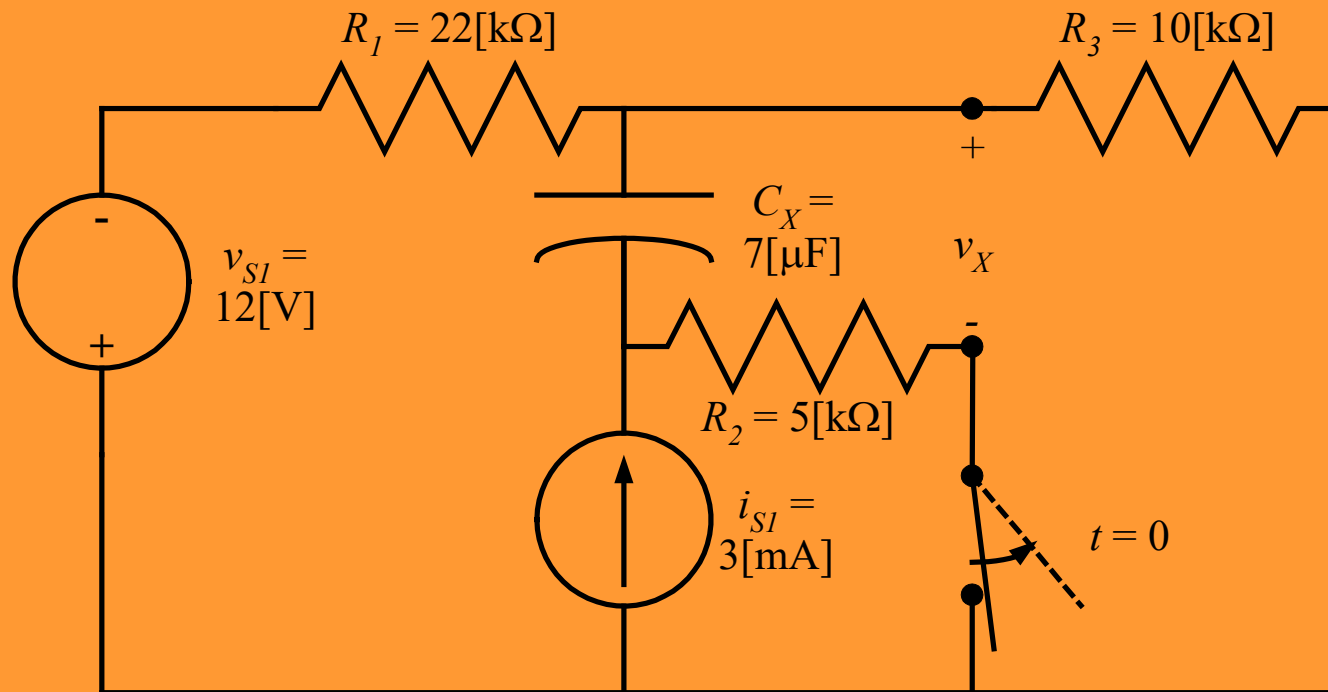 R1 = 22[kΩ]
R3 = 10[kΩ]
+
-
CX =
7[μF]
vS1 =
12[V]
vX
-
+
R2 = 5[kΩ]
iS1 =
3[mA]
t = 0